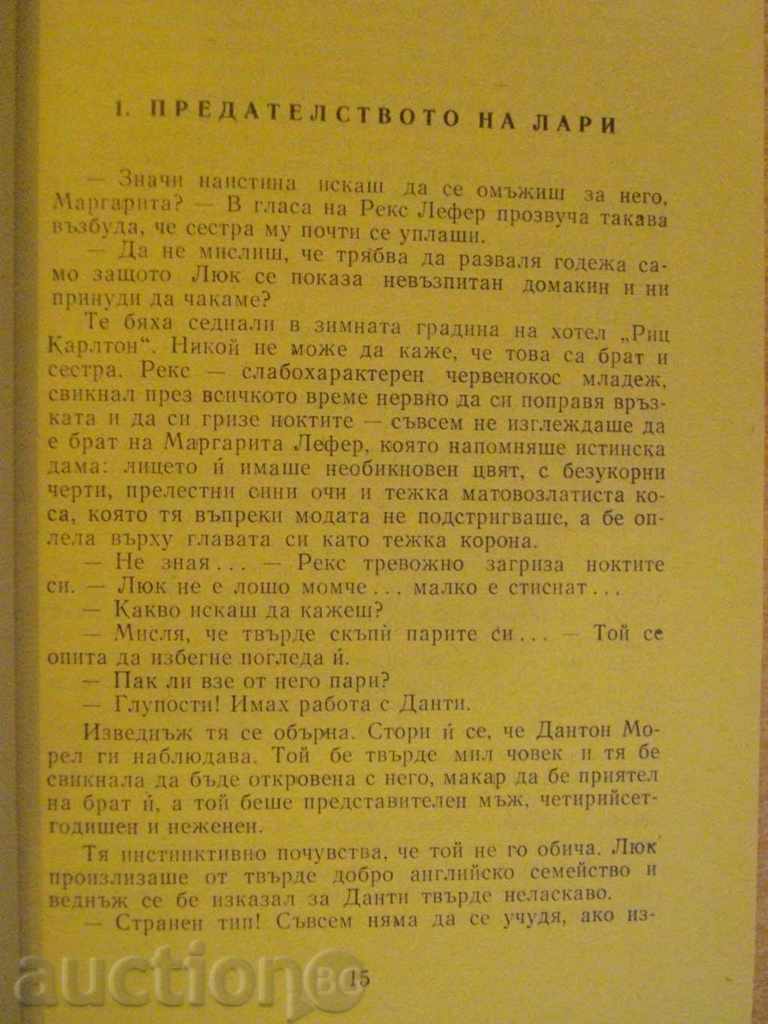 1. ПРЕДАТЕЛСТВОТО НА ЛАРИ
— Значи наистина искаш да се омъжиш за него,
Маргарита? — В гласа на Рекс Лефер прозвуча такава
възбуда, че сестра му почти се уплаши.
— Да не мислиш, че трябва да разваля годежа са-
мо защото Люк се показа невъзпитан домакин и ни
принуди да чакаме?
Те бяха седнали в зимната градина на хотел „Риц
Карлтон“. Никой не може да каже, че това са брат и
сестра. Рекс — слабохарактерен червенокос младеж,
свикнал през всичкото време нервно да си поправя връз-
ката и да си гризе ноктите — съвсем не изглеждаше да
е брат на Маргарита Лефер, която напомняше истинска
дама: лицето ѝ имаше необикновен цвят, с безукорни
черти, прелестни сини очи и тежка матовозлатиста ко-
са, която тя въпреки модата не подстригваше, а бе оп-
лела върху главата си като тежка корона.
— Не зная... — Рекс тревожно загриза ноктите
си. — Люк не е лошо момче... малко е стиснат...
— Какво искаш да кажеш?
— Мисля, че твърде скъпѝ парите си... — Той се
опита да избегне погледа ѝ.
— Пак ли взе от него пари?
— Глупости! Имах работа с Данти.
Изведнъж тя се обърна. Стори ѝ се, че Дантон Мо-
рел ги наблюдава. Той бе твърде мил човек и тя бе
свикнала да бъде откровена с него, макар да бе приятел
на брат ѝ, а той беше представителен мъж, четирийсет-
годишен и неженен.
Тя инстинктивно почувства, че той не го обича. Люк
произлизаше от твърде добро английско семейство и
веднъж се бе изказал за Данти твърде неласкаво.
— Странен тип! Съвсем няма да се учудя, ако из-
15
auction.BG